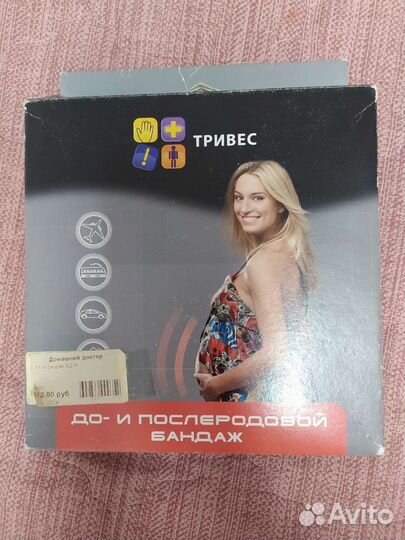 ТРИВЕС
Домашний доктор
руб
ДО- И ПОСЛЕРОДОВОЙ
БАНДАЖ
Avito